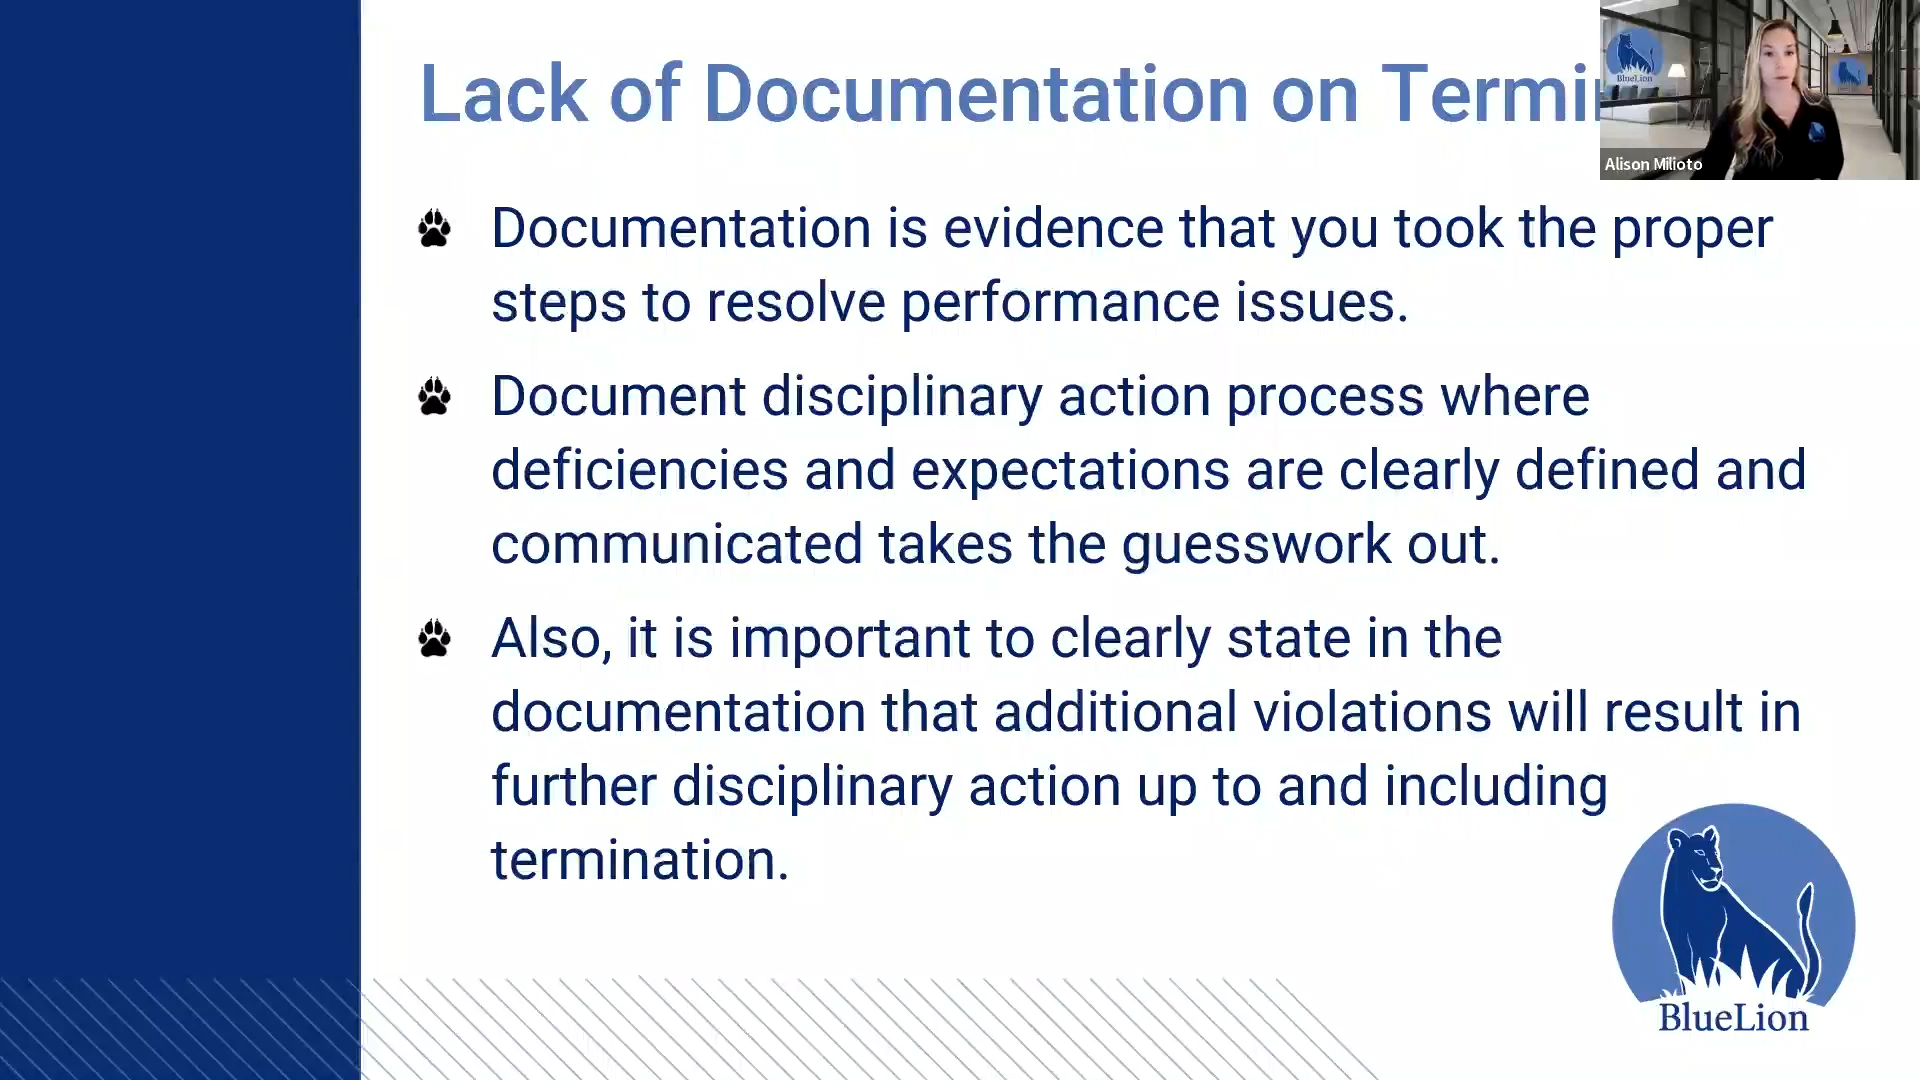 Lack of Documentation on Termi
BlueLion
Alison Milioto
Documentation is evidence that you took the proper
steps to resolve performance issues.
Document disciplinary action process where
deficiencies and expectations are clearly defined and
communicated takes the guesswork out.
Also, it is important to clearly state in the
documentation that additional violations will result in
further disciplinary action up to and including
termination.
BlueLion